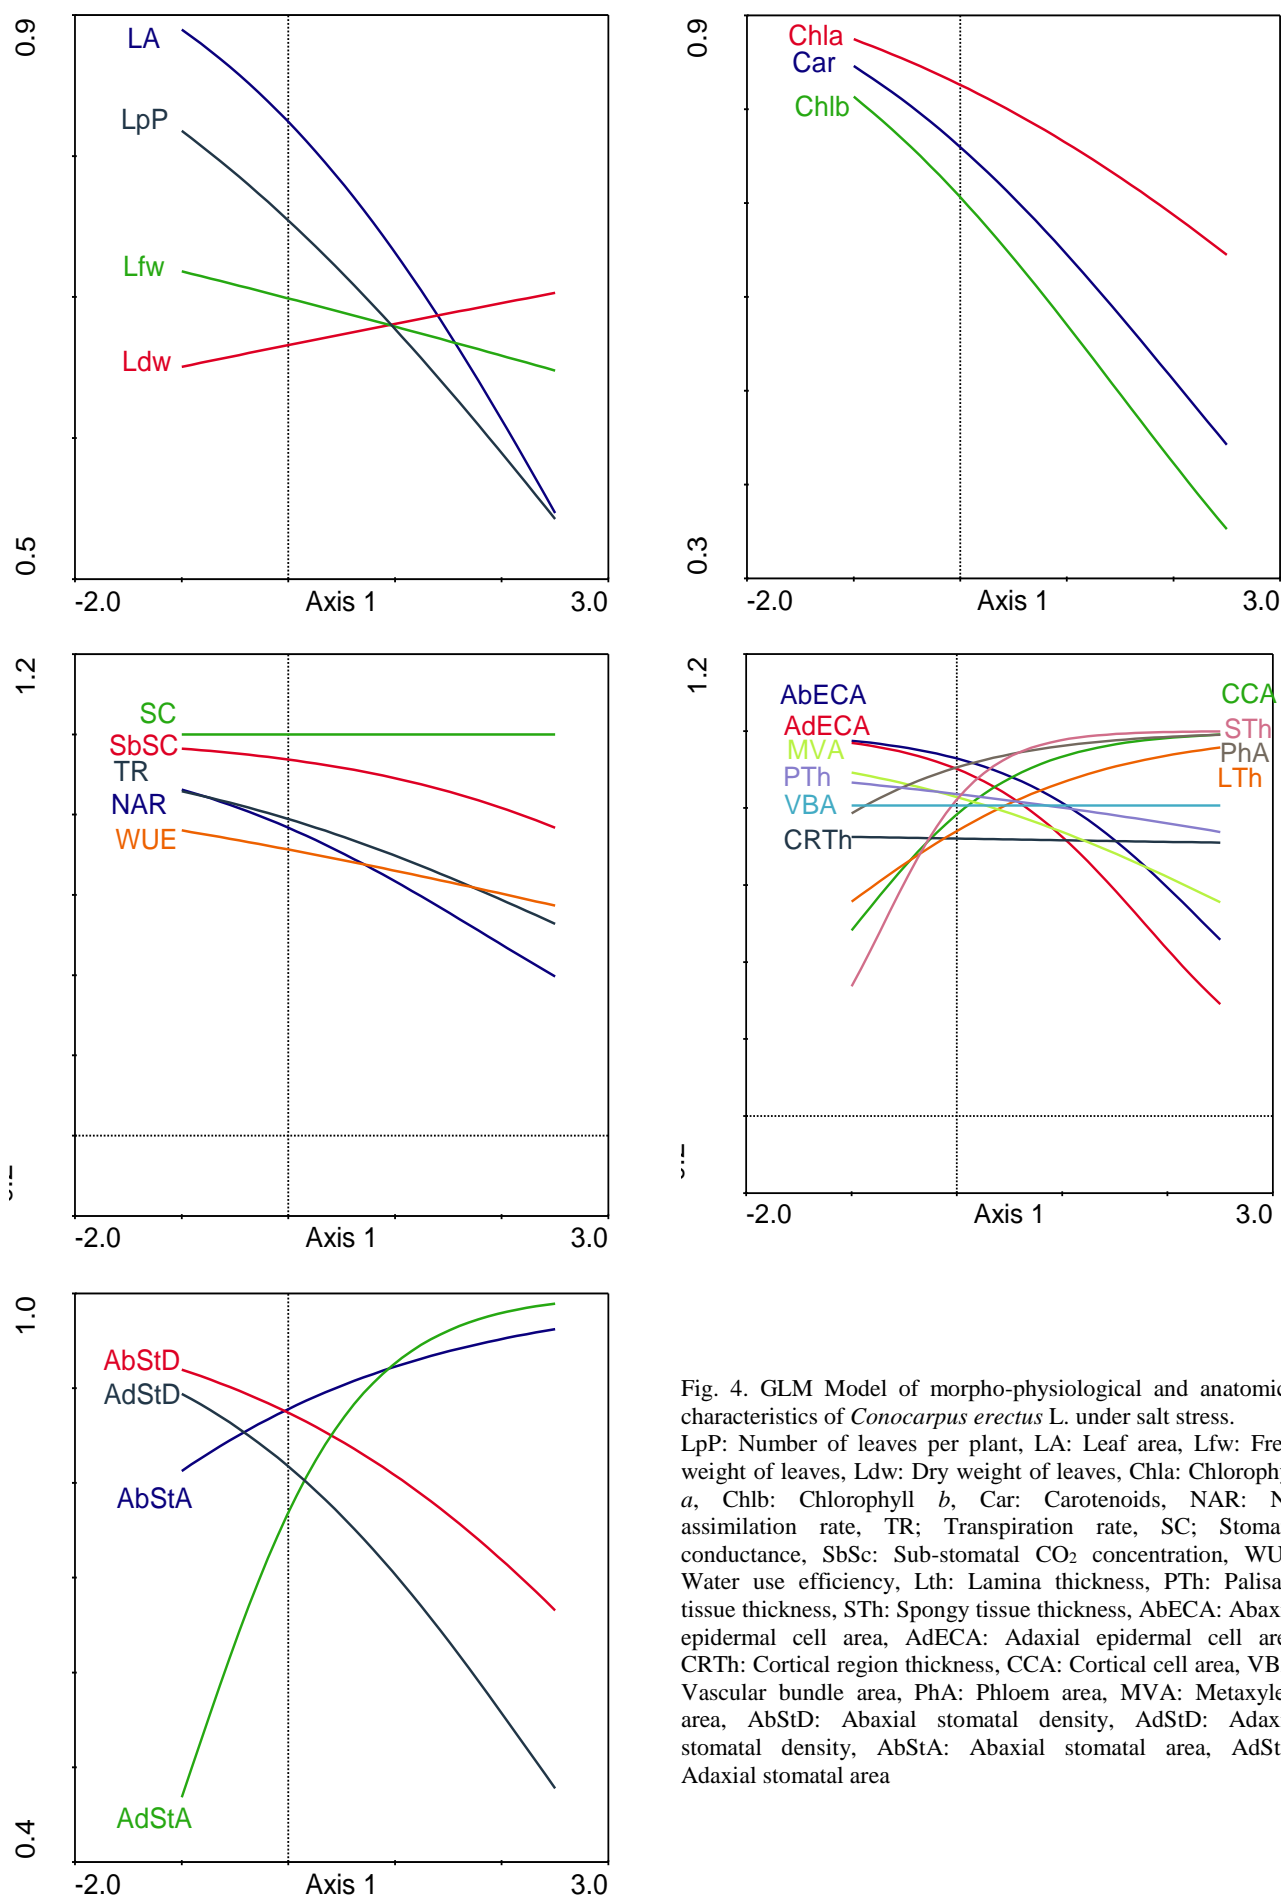 0.9
LA
LpP
Lfw
Ldw
0.5
-2.0
Axis 1
3.0
0.9
Chla
Car
Chlb
0.3
-2.0
Axis 1
3.0
1.2
SC
SbSC
TR
NAR
WUE
-2.0
Axis 1
3.0
1.2
AbECA
AdECA
MVA
PTh
VBA
CRTh
CCA
STh
PhA
LTh
-2.0
Axis 1
3.0
1.0
AbStD
AdStD
AbStA
AdStA
0.4
-2.0
Axis 1
3.0
Fig. 4. GLM Model of morpho-physiological and anatomic
characteristics of Conocarpus erectus L. under salt stress.
LpP: Number of leaves per plant, LA: Leaf area, Lfw: Fre
weight of leaves, Ldw: Dry weight of leaves, Chla: Chlorophy
a, Chlb: Chlorophyll b, Car: Carotenoids, NAR: N
assimilation rate, TR; Transpiration rate, SC; Stoma
conductance, SbSc: Sub-stomatal CO₂ concentration, WU
Water use efficiency, Lth: Lamina thickness, PTh: Palisa
tissue thickness, STh: Spongy tissue thickness, AbECA: Abax
epidermal cell area, AdECA: Adaxial epidermal cell are
CRTh: Cortical region thickness, CCA: Cortical cell area, VB
Vascular bundle area, PhA: Phloem area, MVA: Metaxyle
area, AbStD: Abaxial stomatal density, AdStD: Adax
stomatal density, AbStA: Abaxial stomatal area, AdSt
Adaxial stomatal area